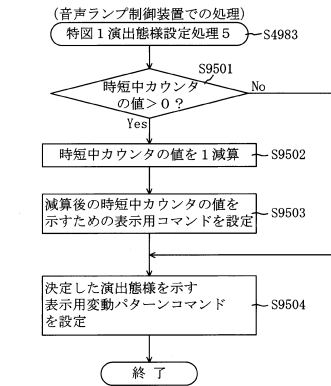 (音声ランプ制御装置での処理)
特図1演出態様設定処理5
S4983
S9501
時短中カウンタ
の値>0?
No
Yes
時短中カウンタの値を1減算
S9502
減算後の時短中カウンタの値を
示すための表示用コマンドを設定
S9503
決定した演出態様を示す
表示用変動パターンコマンド
を設定
S9504
終了